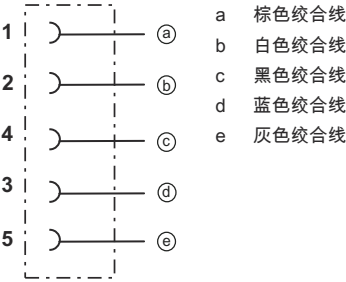 1 ⓐ
2 ⓑ
4 ⓒ
3 ⓓ
5 ⓔ
a 棕色绞合线
b 白色绞合线
c 黑色绞合线
d 蓝色绞合线
e 灰色绞合线